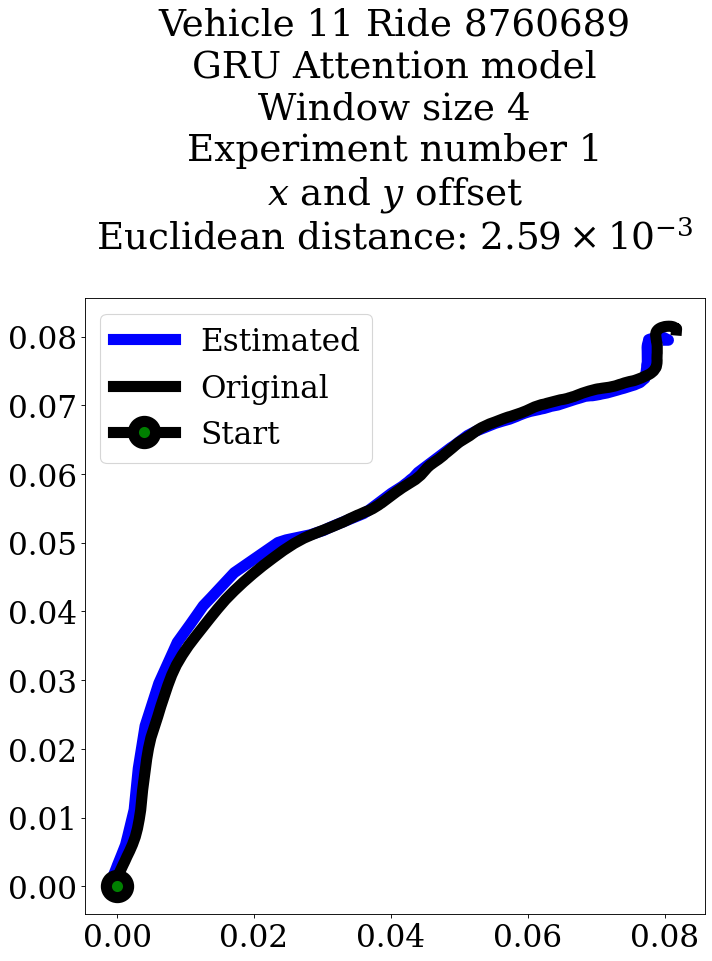 Vehicle 11 Ride 8760689
GRU Attention model
Window size 4
Experiment number 1
x and y offset
Euclidean distance: 2.59 × 10⁻³
Estimated
Original
Start
0.08
0.07
0.06
0.05
0.04
0.03
0.02
0.01
0.00
0.00 0.02 0.04 0.06 0.08